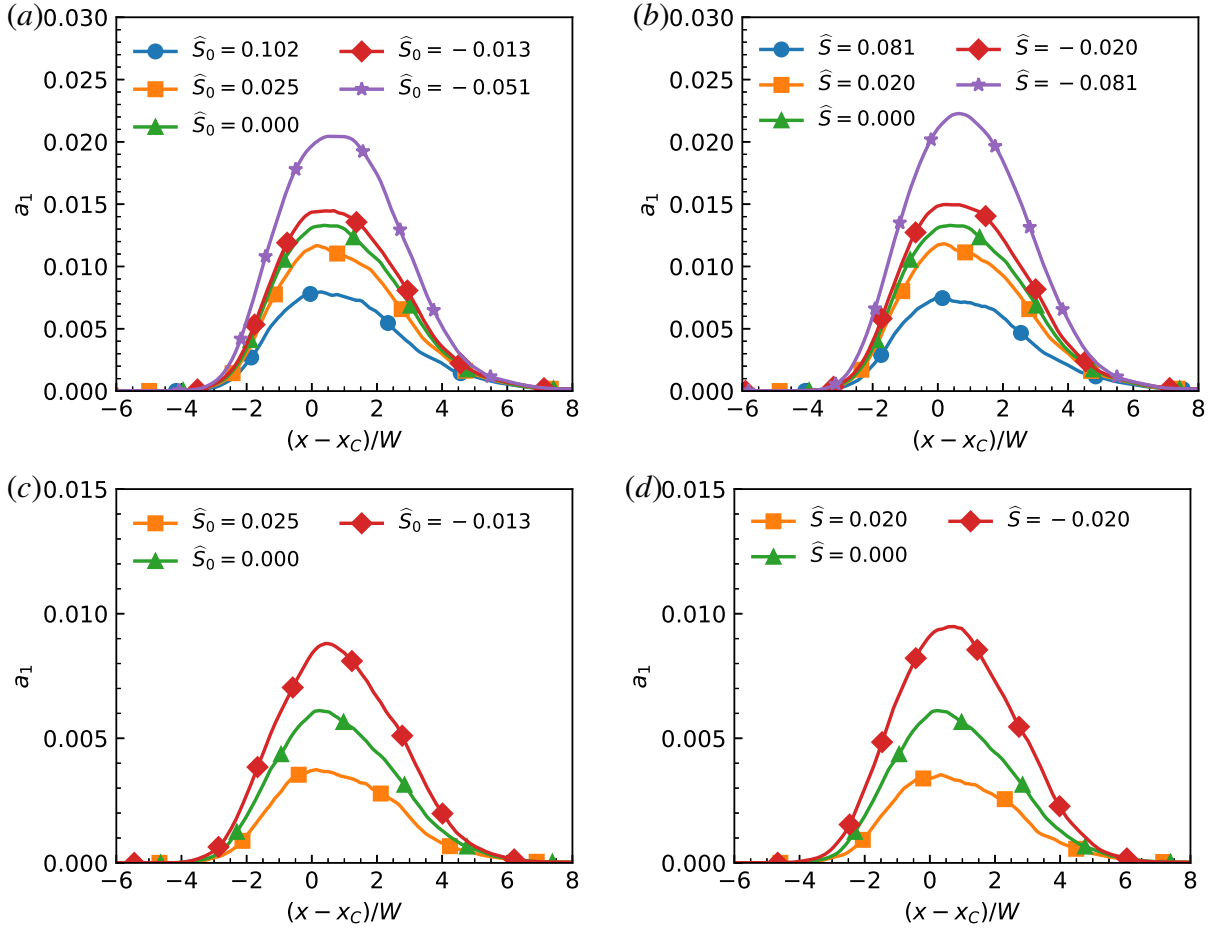 (a)
0.030
0.025
0.020
0.015
0.010
0.005
0.000
a₁
Ŝ₀ = 0.102
Ŝ₀ = 0.025
Ŝ₀ = 0.000
Ŝ₀ = −0.013
Ŝ₀ = −0.051
−6 −4 −2 0 2 4 6 8
(x − x_C)/W
(b)
0.030
0.025
0.020
0.015
0.010
0.005
0.000
a₁
Ŝ = 0.081
Ŝ = 0.020
Ŝ = 0.000
Ŝ = −0.020
Ŝ = −0.081
−6 −4 −2 0 2 4 6 8
(x − x_C)/W
(c)
0.015
0.010
0.005
0.000
a₁
Ŝ₀ = 0.025
Ŝ₀ = 0.000
Ŝ₀ = −0.013
−6 −4 −2 0 2 4 6 8
(x − x_C)/W
(d)
0.015
0.010
0.005
0.000
a₁
Ŝ = 0.020
Ŝ = 0.000
Ŝ = −0.020
−6 −4 −2 0 2 4 6 8
(x − x_C)/W